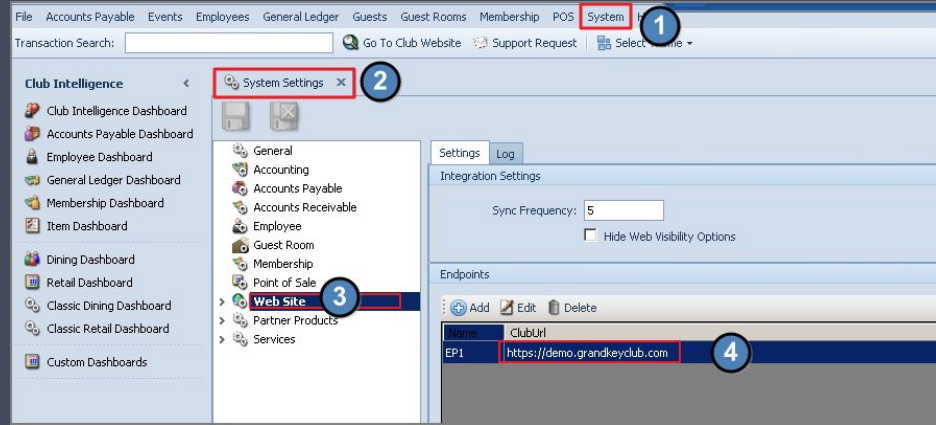 File Accounts Payable Events Employees General Ledger Guests Guest Rooms Membership POS System H
1
Transaction Search: Go To Club Website Support Request Select Theme
Club Intelligence <
Club Intelligence Dashboard
Accounts Payable Dashboard
Employee Dashboard
General Ledger Dashboard
Membership Dashboard
Item Dashboard
Dining Dashboard
Retail Dashboard
Classic Dining Dashboard
Classic Retail Dashboard
Custom Dashboards
System Settings x
2
General
Accounting
Accounts Payable
Accounts Receivable
Employee
Guest Room
Membership
Point of Sale
> Web Site
3
> Partner Products
> Services
Settings Log
Integration Settings
Sync Frequency: 5
Hide Web Visibility Options
Endpoints
Add Edit Delete
Name ClubUrl
EP1 https://demo.grandkeyclub.com
4